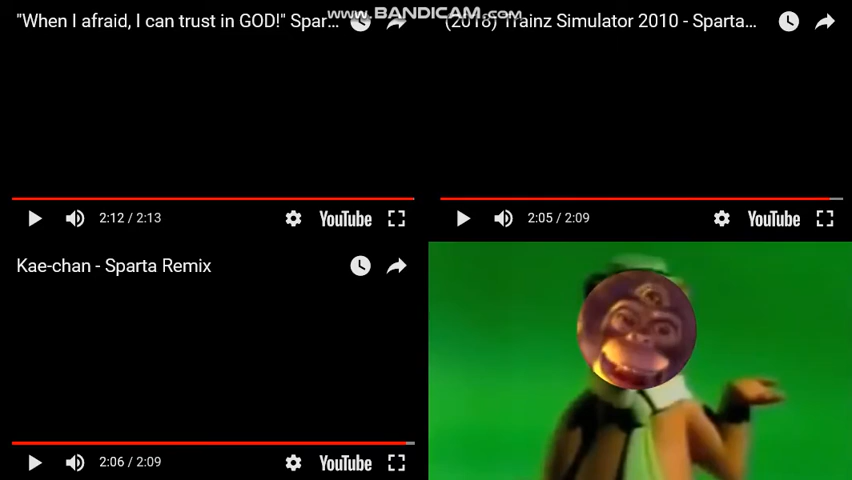 "When I afraid, I can trust in GOD!" Spar...
www.BANDICAM.com
(2018) Trainz Simulator 2010 - Sparta...
2:12 / 2:13
YouTube
2:05 / 2:09
YouTube
Kae-chan - Sparta Remix
2:06 / 2:09
YouTube